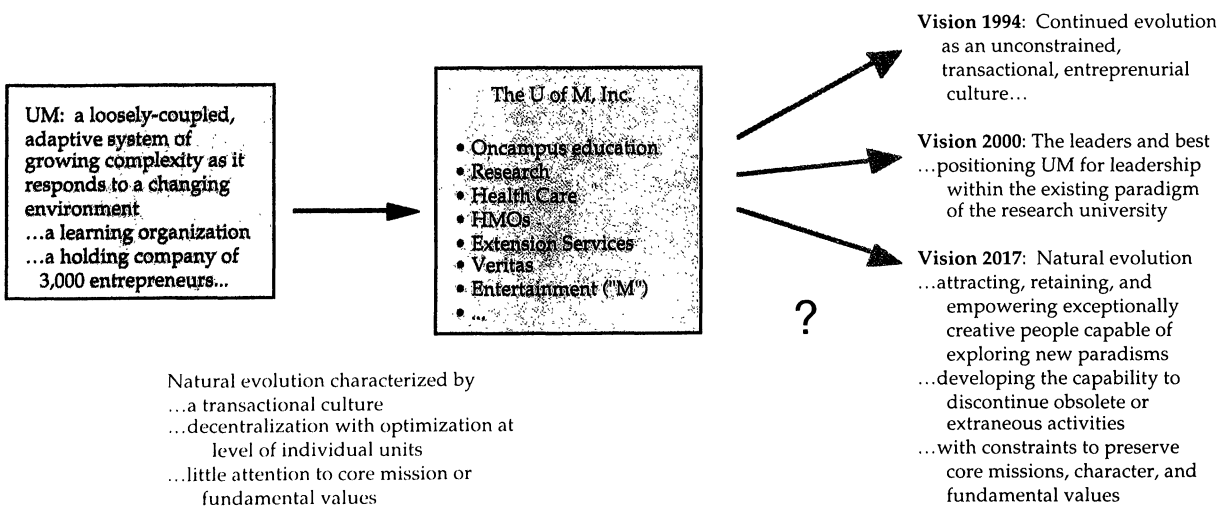 UM: a loosely-coupled,
adaptive system of
growing complexity as it
responds to a changing
environment
...a learning organization
...a holding company of
3,000 entrepreneurs...
The U of M, Inc.
• Oncampus education
• Research
• Health Care
• HMOs
• Extension Services
• Veritas
• Entertainment ("M")
• ...
Natural evolution characterized by
...a transactional culture
...decentralization with optimization at
level of individual units
...little attention to core mission or
fundamental values
?
Vision 1994: Continued evolution
as an unconstrained,
transactional, entreprenurial
culture...
Vision 2000: The leaders and best
...positioning UM for leadership
within the existing paradigm
of the research university
Vision 2017: Natural evolution
...attracting, retaining, and
empowering exceptionally
creative people capable of
exploring new paradisms
...developing the capability to
discontinue obsolete or
extraneous activities
...with constraints to preserve
core missions, character, and
fundamental values